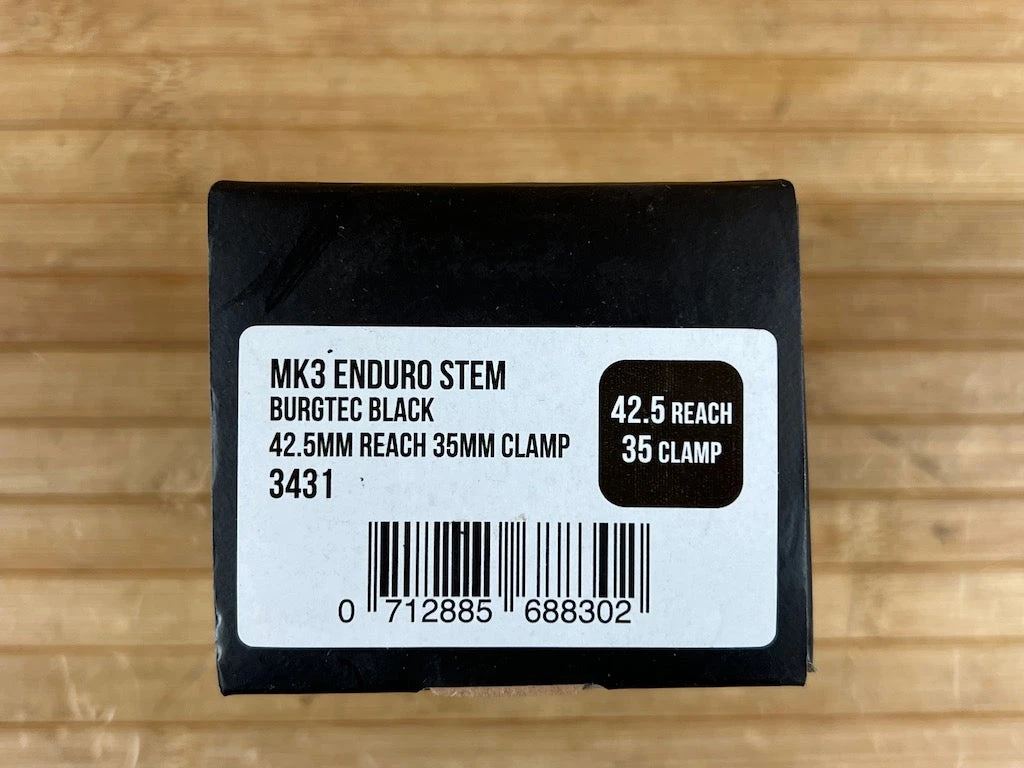 MK3 ENDURO STEM
BURGTEC BLACK
42.5MM REACH 35MM CLAMP
3431
42.5 REACH
35 CLAMP
0 712885 688302